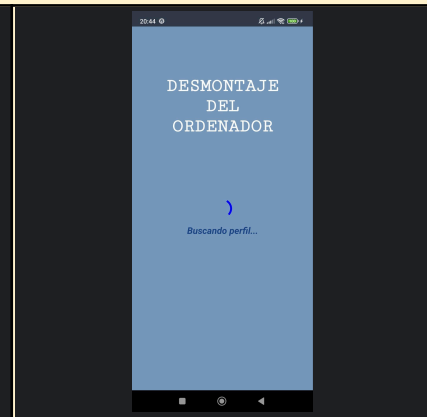 20:44
DESMONTAJE
DEL
ORDENADOR
Buscando perfil...